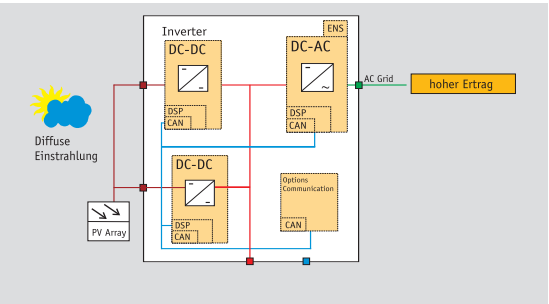 Inverter
ENS
DC-DC
DC-AC
AC Grid
hoher Ertrag
DSP
CAN
DSP
CAN
Diffuse
Einstrahlung
DC-DC
Options
Communication
DSP
CAN
CAN
PV Array